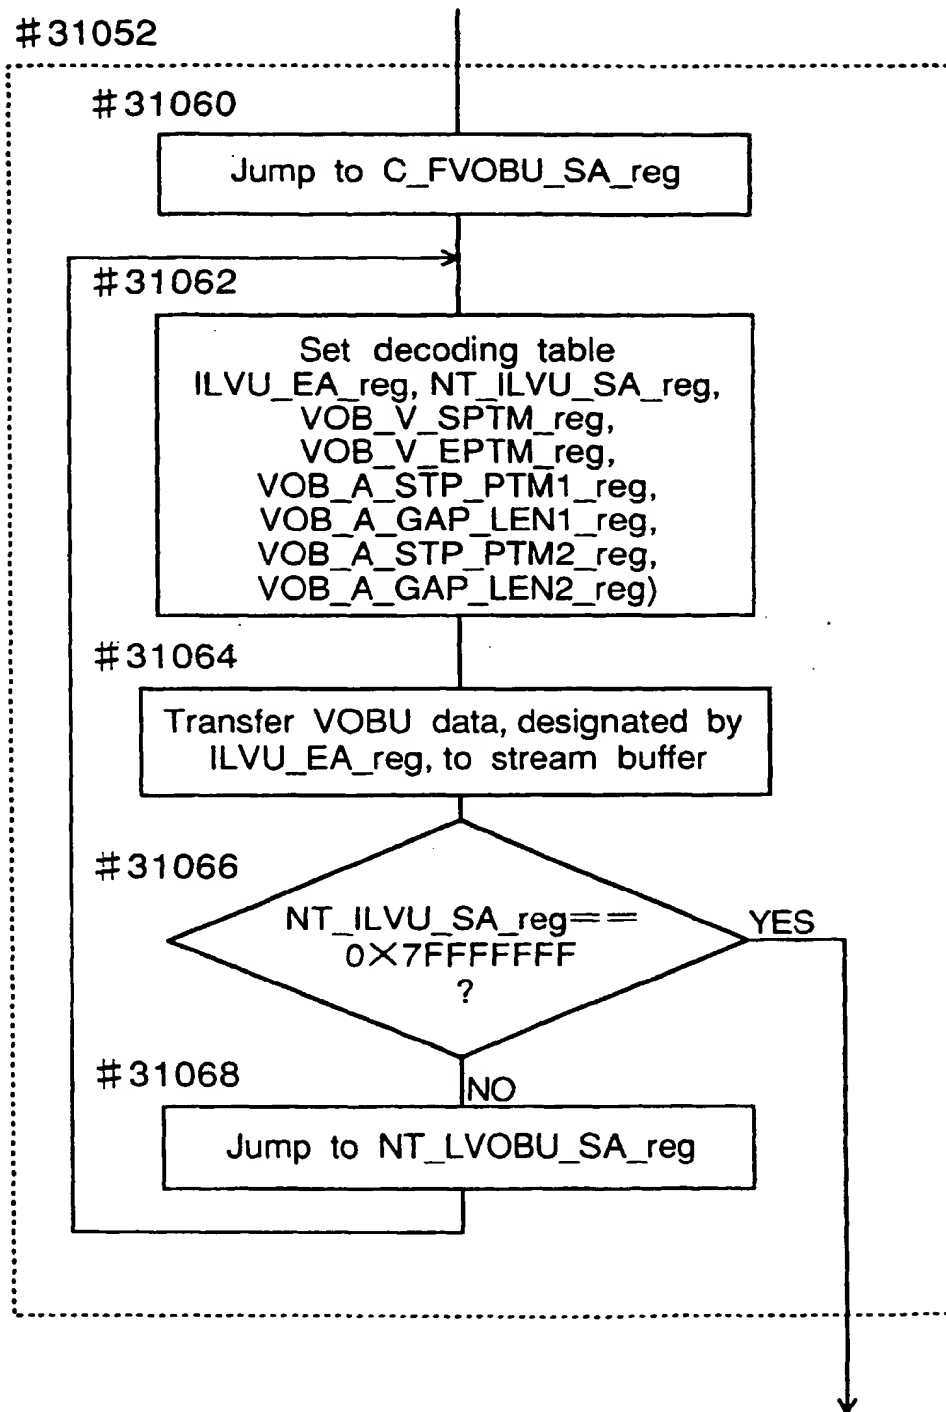 #31052
#31060
Jump to C_FVOBU_SA_reg
#31062
Set decoding table
ILVU_EA_reg, NT_ILVU_SA_reg,
VOB_V_SPTM_reg,
VOB_V_EPTM_reg,
VOB_A_STP_PTM1_reg,
VOB_A_GAP_LEN1_reg,
VOB_A_STP_PTM2_reg,
VOB_A_GAP_LEN2_reg)
#31064
Transfer VOBU data, designated by
ILVU_EA_reg, to stream buffer
#31066
NT_ILVU_SA_reg==
0X7FFFFFFF
?
YES
#31068
NO
Jump to NT_LVOBU_SA_reg